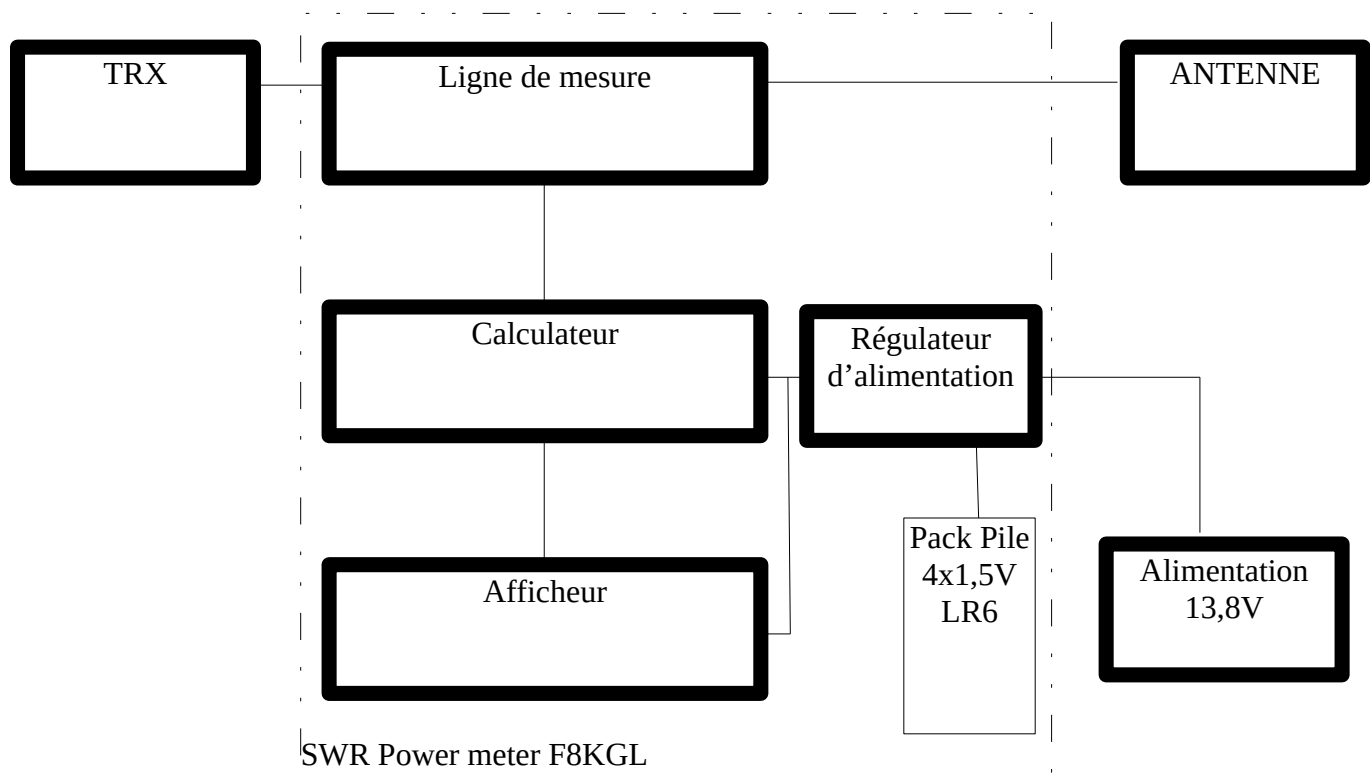 TRX
Ligne de mesure
ANTENNE
Calculateur
Régulateur
d’alimentation
Afficheur
Pack Pile
4x1,5V
LR6
Alimentation
13,8V
SWR Power meter F8KGL